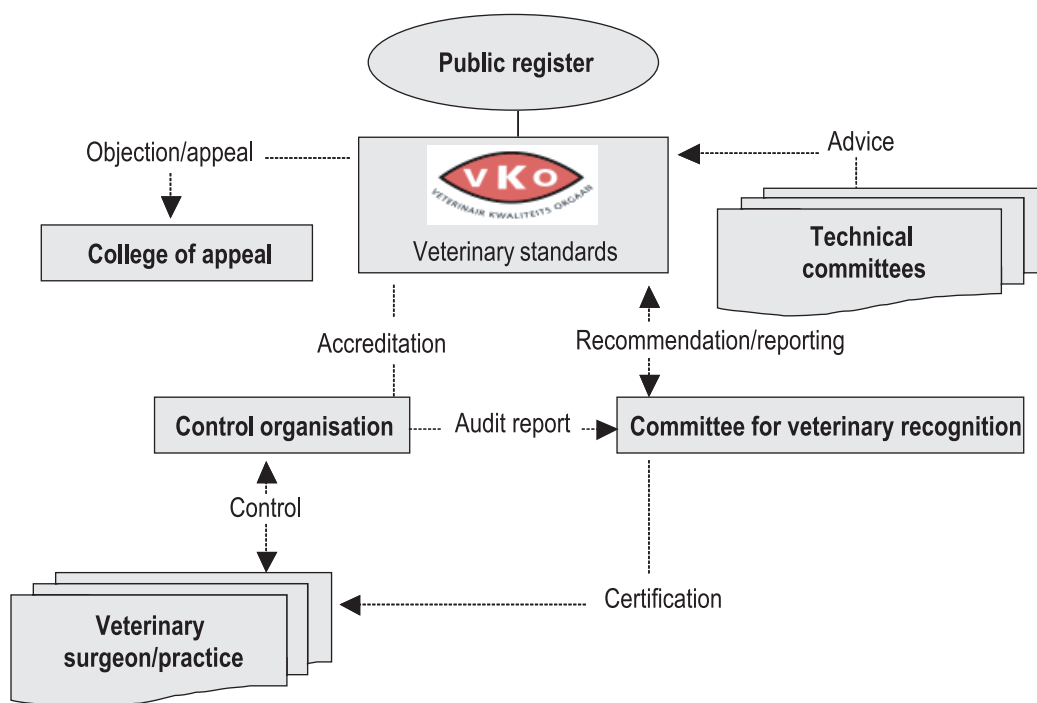 Public register
Objection/appeal
Advice
VKO
VETERINAIR KWALITEITS ORGAAN
Veterinary standards
College of appeal
Technical
committees
Accreditation
Recommendation/reporting
Control organisation
Audit report
Committee for veterinary recognition
Control
Certification
Veterinary
surgeon/practice